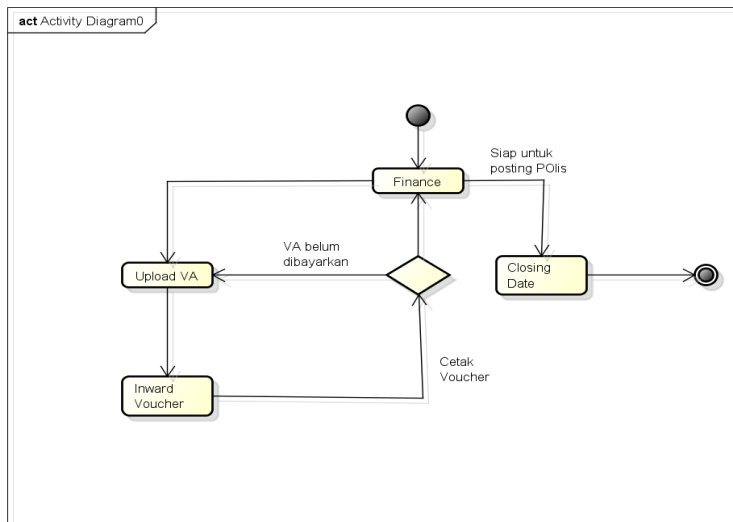 act Activity Diagram0
Siap untuk
posting POlis
Finance
VA belum
dibayarkan
Upload VA
Closing
Date
Cetak
Voucher
Inward
Voucher